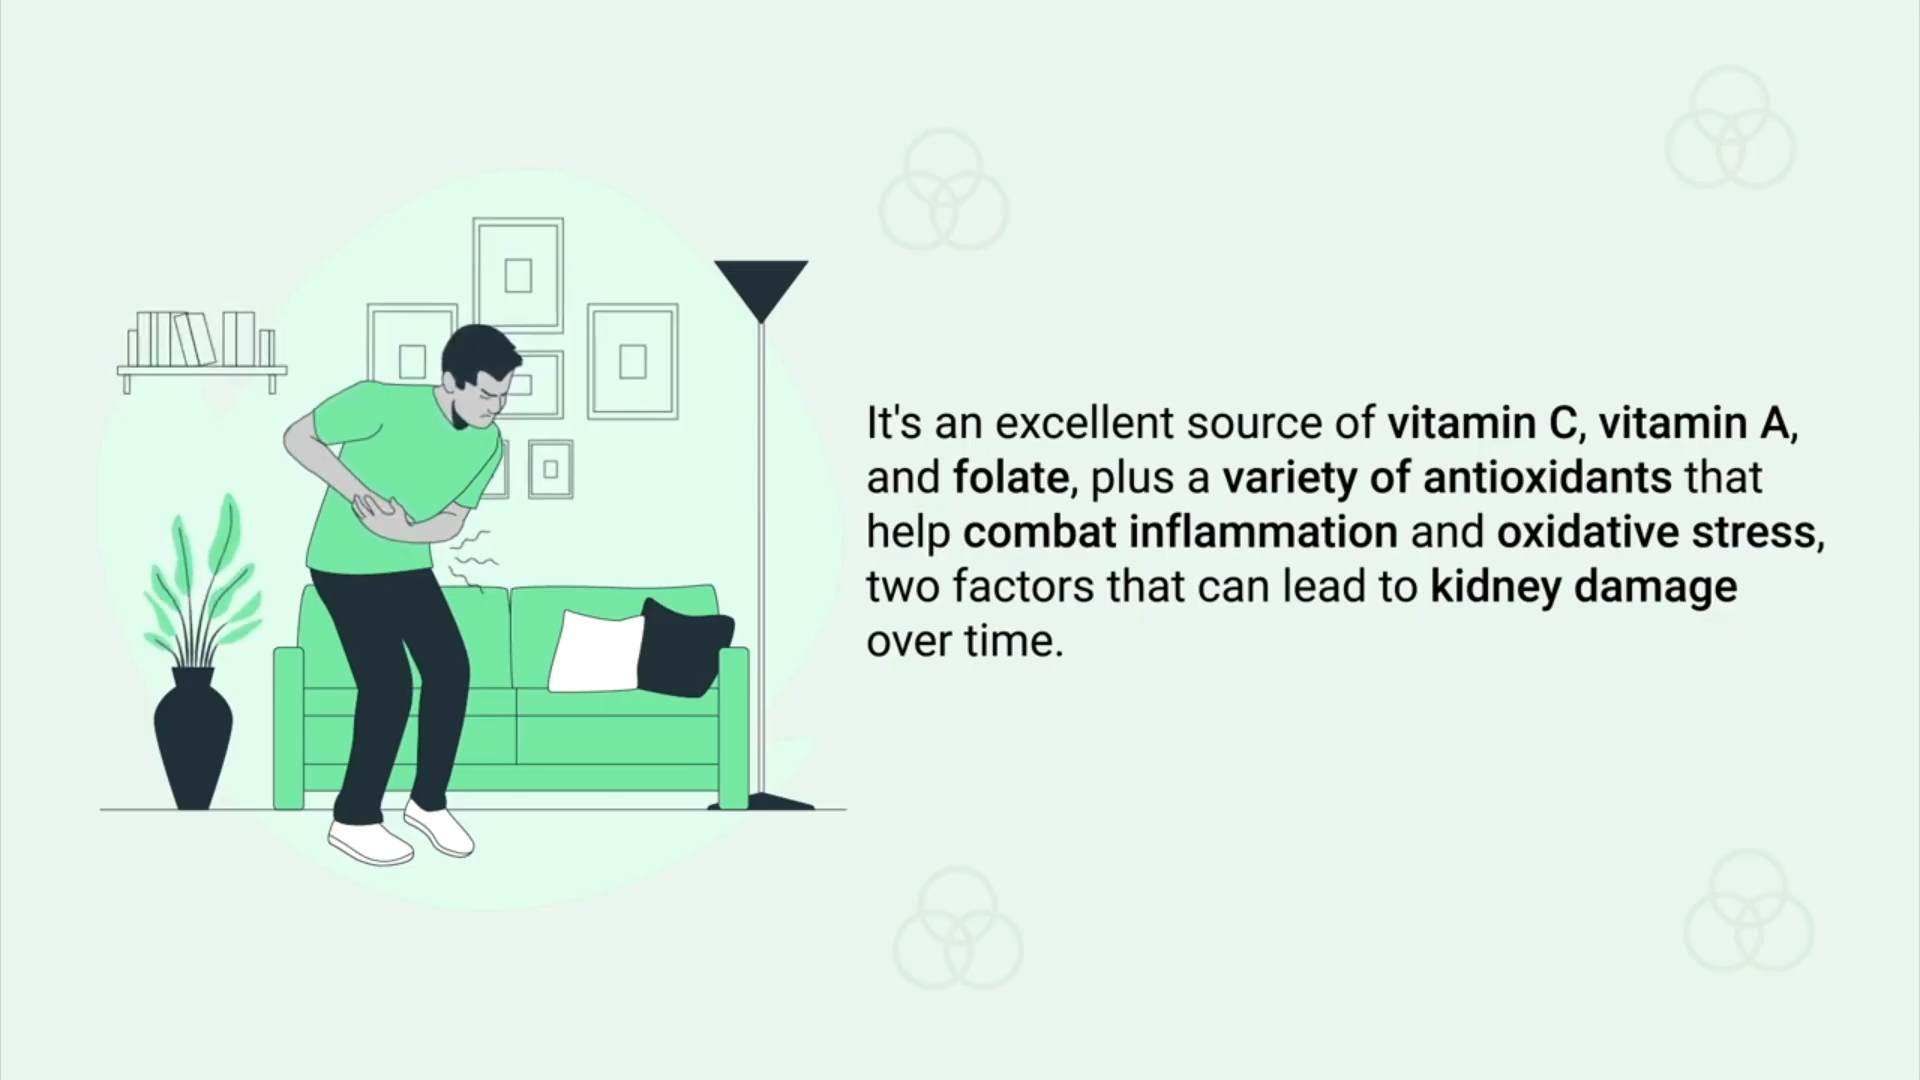 It's an excellent source of vitamin C, vitamin A,
and folate, plus a variety of antioxidants that
help combat inflammation and oxidative stress,
two factors that can lead to kidney damage
over time.